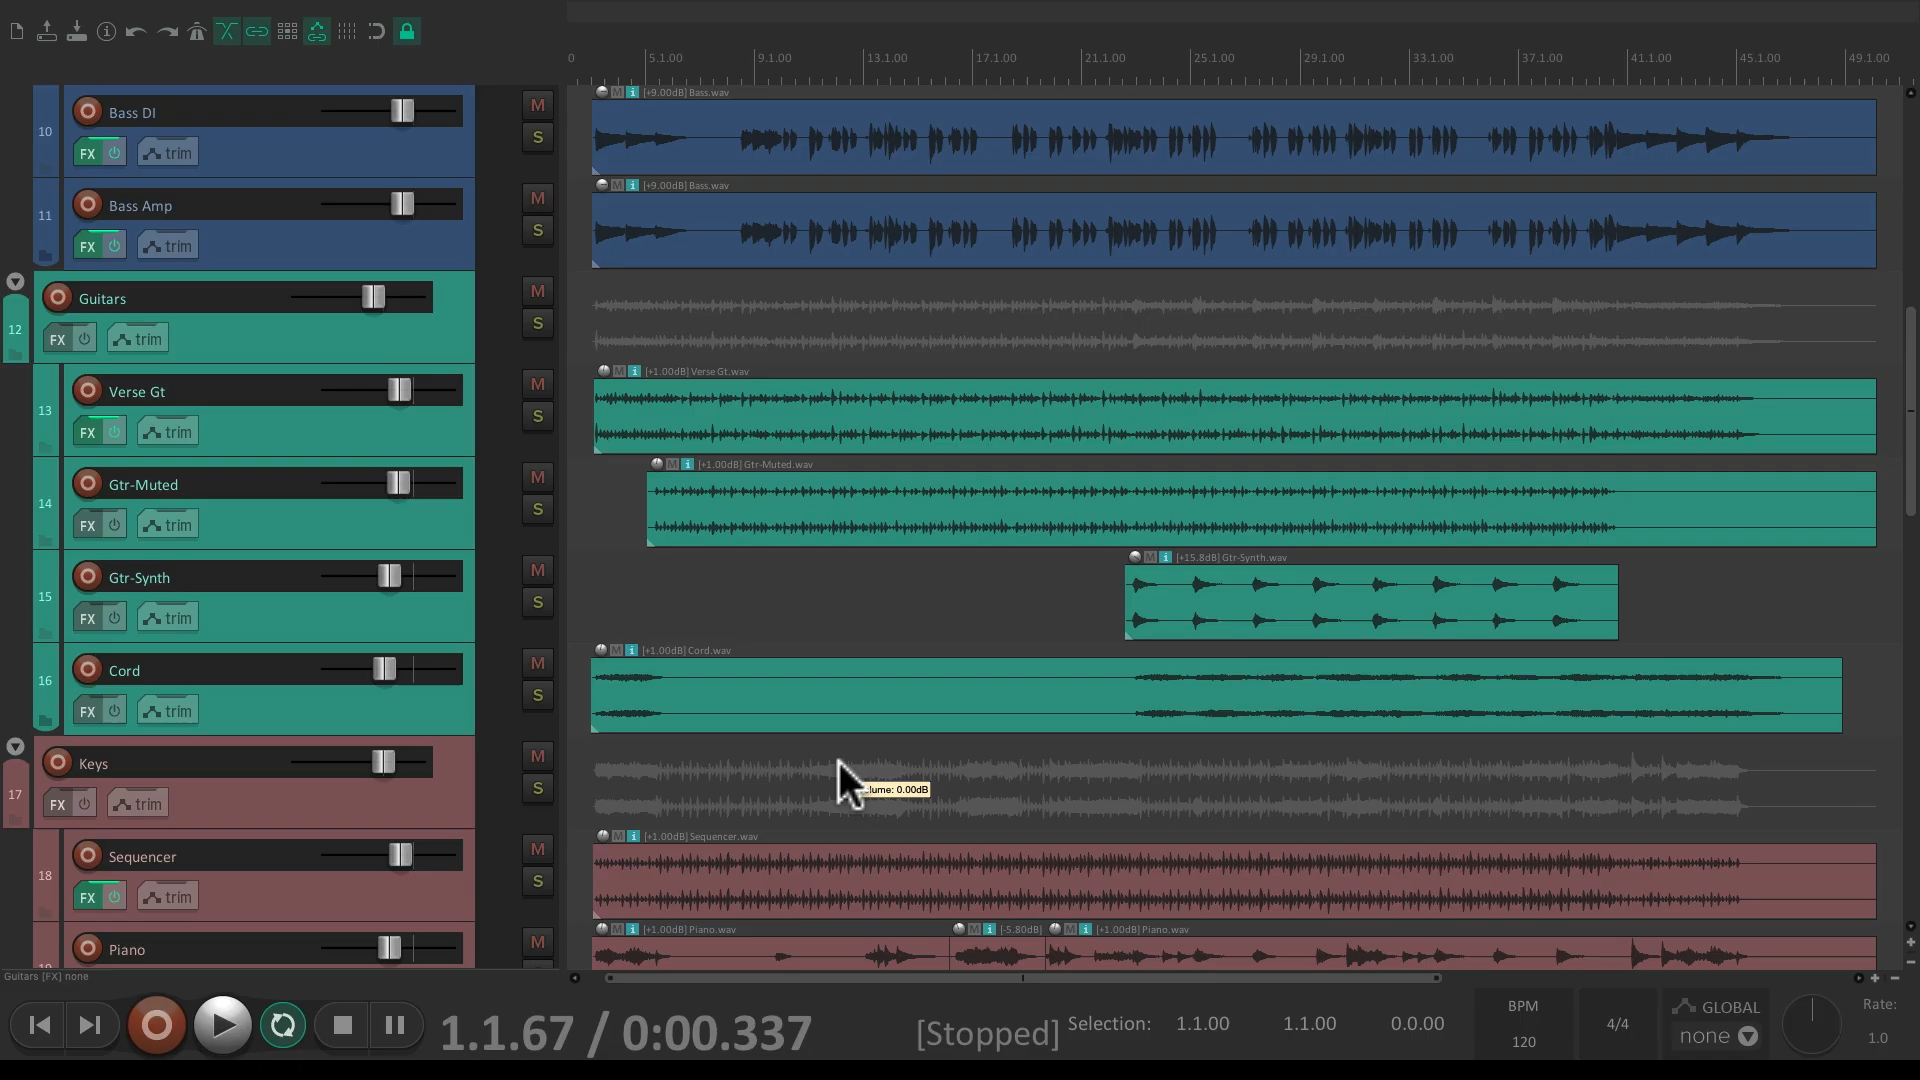 0 5.1.00 9.1.00 13.1.00 17.1.00 21.1.00 25.1.00 29.1.00 33.1.00 37.1.00 41.1.00 45.1.00 49.1.00
10 Bass DI M [+9.00dB] Bass.wav
FX trim S
11 Bass Amp M [+9.00dB] Bass.wav
FX trim S
12 Guitars M
FX trim S
13 Verse Gt M [+1.00dB] Verse Gt.wav
FX trim S
14 Gtr-Muted M [+1.00dB] Gtr-Muted.wav
FX trim S
15 Gtr-Synth M [+15.8dB] Gtr-Synth.wav
FX trim S
16 Cord M [+1.00dB] Cord.wav
FX trim S
17 Keys M
FX trim S
lume: 0.00dB
18 Sequencer M [+1.00dB] Sequencer.wav
FX trim S
Piano M [+1.00dB] Piano.wav [-5.80dB] [+1.00dB] Piano.wav
Guitars [FX] none
1.1.67 / 0:00.337 [Stopped] Selection: 1.1.00 1.1.00 0.0.00
BPM
120
4/4
GLOBAL
none
Rate:
1.0